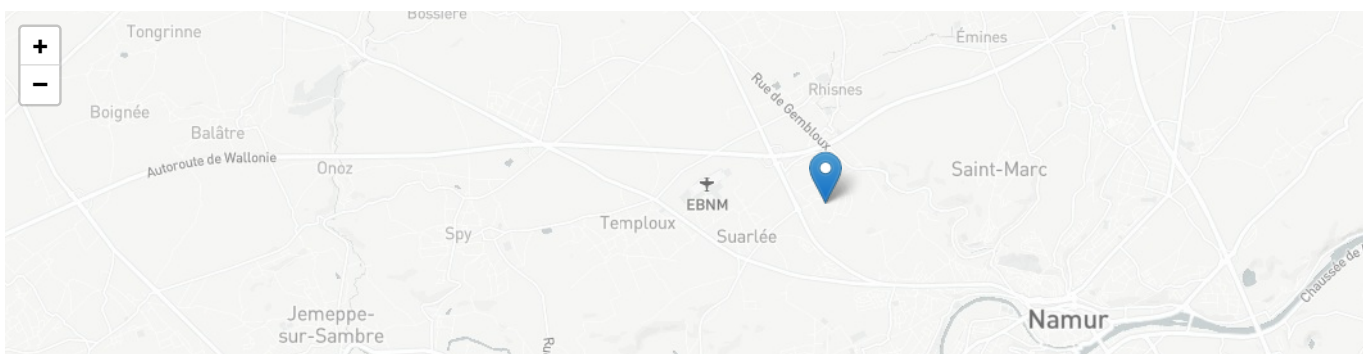 Bossière
Tongrinne
+
Émines
−
Rhisnes
Rue de Gembloux
Boignée
Balâtre
Autoroute de Wallonie
Onoz
Saint-Marc
EBNM
Temploux
Spy
Suarlée
Chaussée de
Jemeppe-
sur-Sambre
Namur